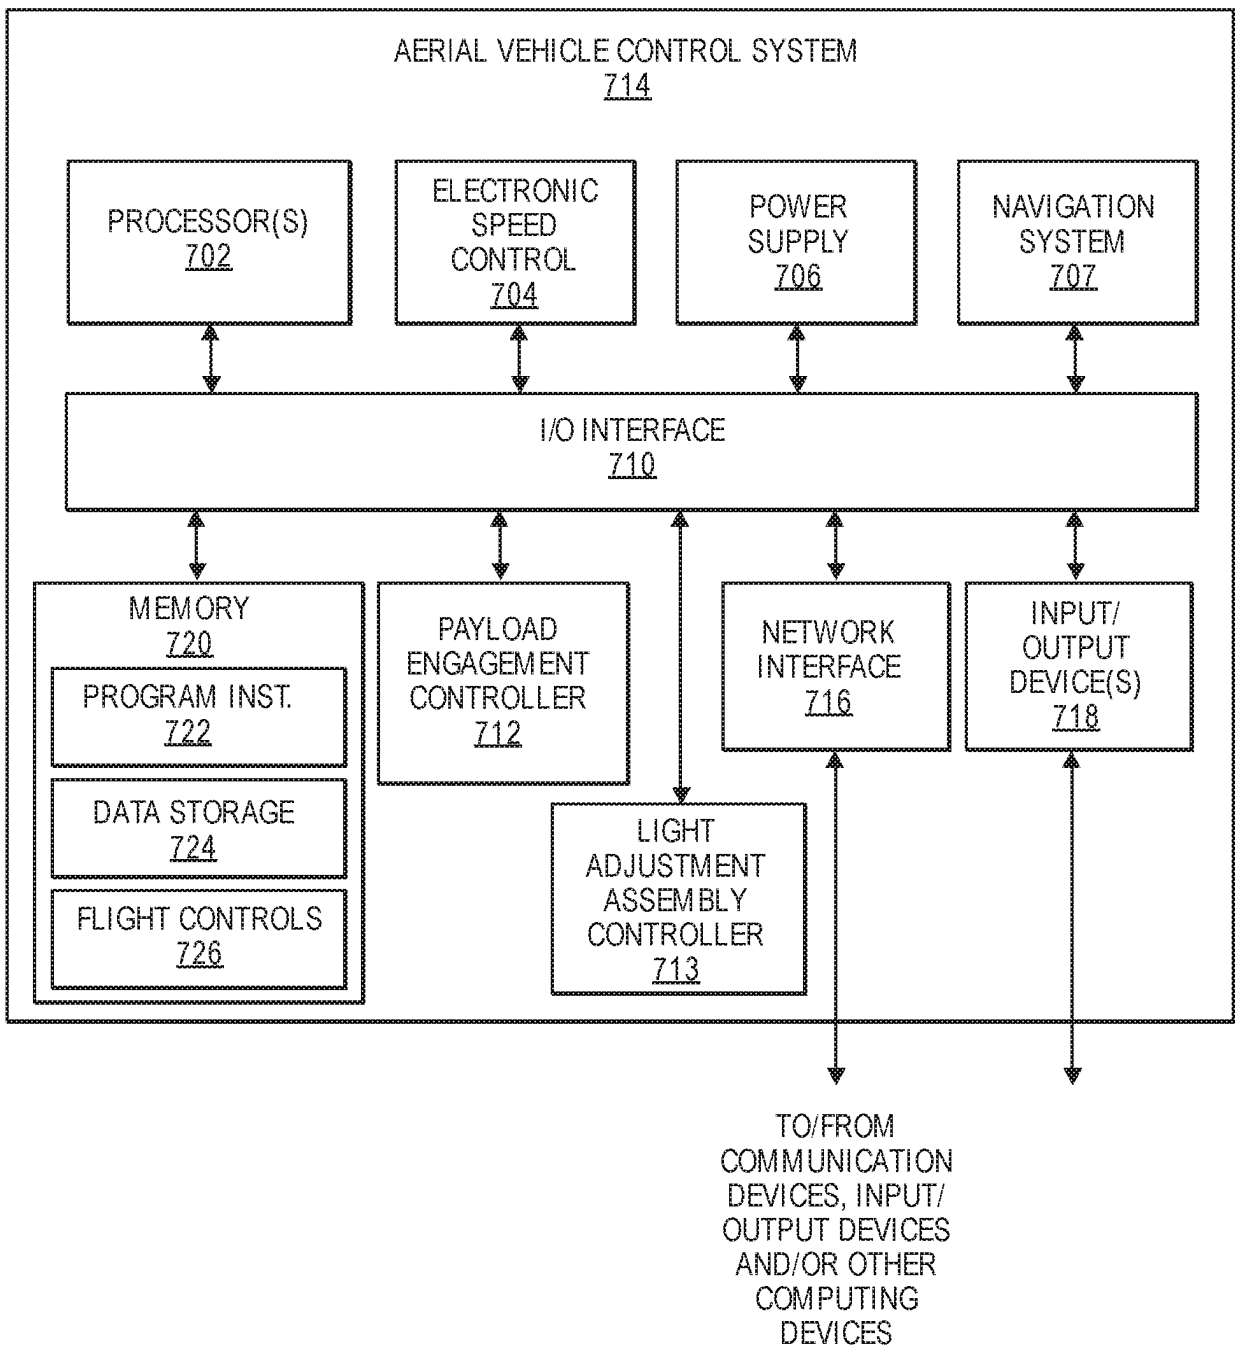 AERIAL VEHICLE CONTROL SYSTEM
714
PROCESSOR(S)
702
ELECTRONIC
SPEED
CONTROL
704
POWER
SUPPLY
706
NAVIGATION
SYSTEM
707
I/O INTERFACE
710
MEMORY
720
PROGRAM INST.
722
DATA STORAGE
724
FLIGHT CONTROLS
726
PAYLOAD
ENGAGEMENT
CONTROLLER
712
LIGHT
ADJUSTMENT
ASSEMBLY
CONTROLLER
713
NETWORK
INTERFACE
716
INPUT/
OUTPUT
DEVICE(S)
718
TO/FROM
COMMUNICATION
DEVICES, INPUT/
OUTPUT DEVICES
AND/OR OTHER
COMPUTING
DEVICES